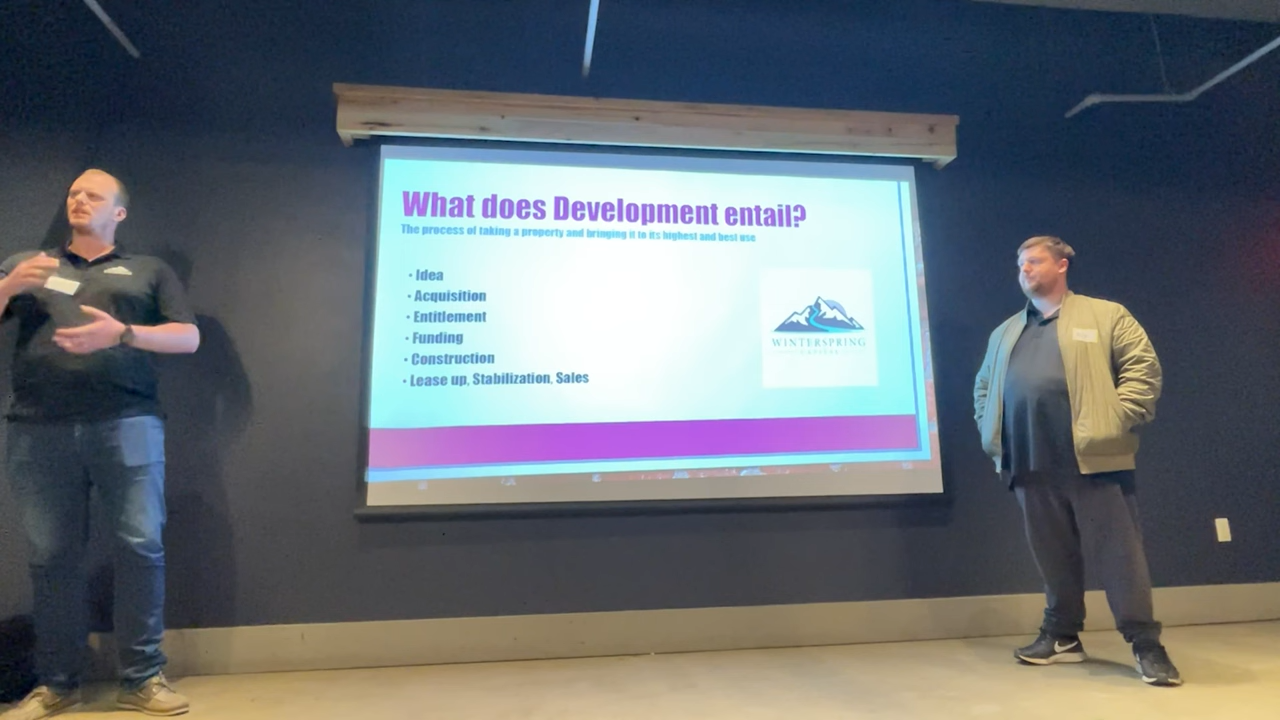 What does Development entail?
The process of taking a property and bringing it to its highest and best use
• Idea
• Acquisition
• Entitlement
• Funding
• Construction
• Lease up, Stabilization, Sales
WINTERSPRING